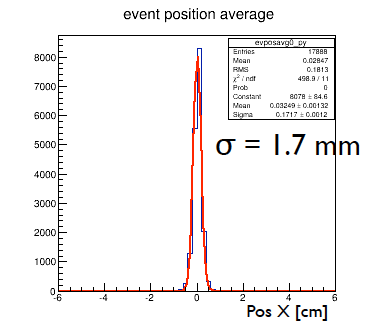 event position average
evposavg0_py
Entries 17888
Mean 0.02847
RMS 0.1813
χ² / ndf 498.9 / 11
Prob 0
Constant 8078 ± 84.6
Mean 0.03249 ± 0.00132
Sigma 0.1717 ± 0.0012
σ = 1.7 mm
8000
7000
6000
5000
4000
3000
2000
1000
0
-6 -4 -2 0 2 4 6
Pos X [cm]